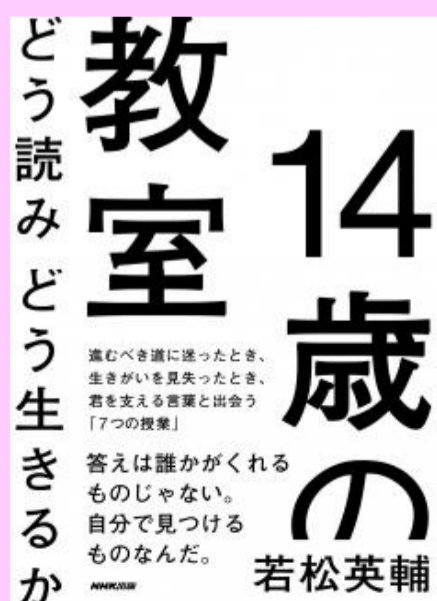 14歳の
教室
どう読み どう生きるか
進むべき道に迷ったとき、
生きがいを見失ったとき、
君を支える言葉と出会う
「7つの授業」
答えは誰かがくれる
ものじゃない。
自分で見つける
ものなんだ。
NHK出版
若松英輔